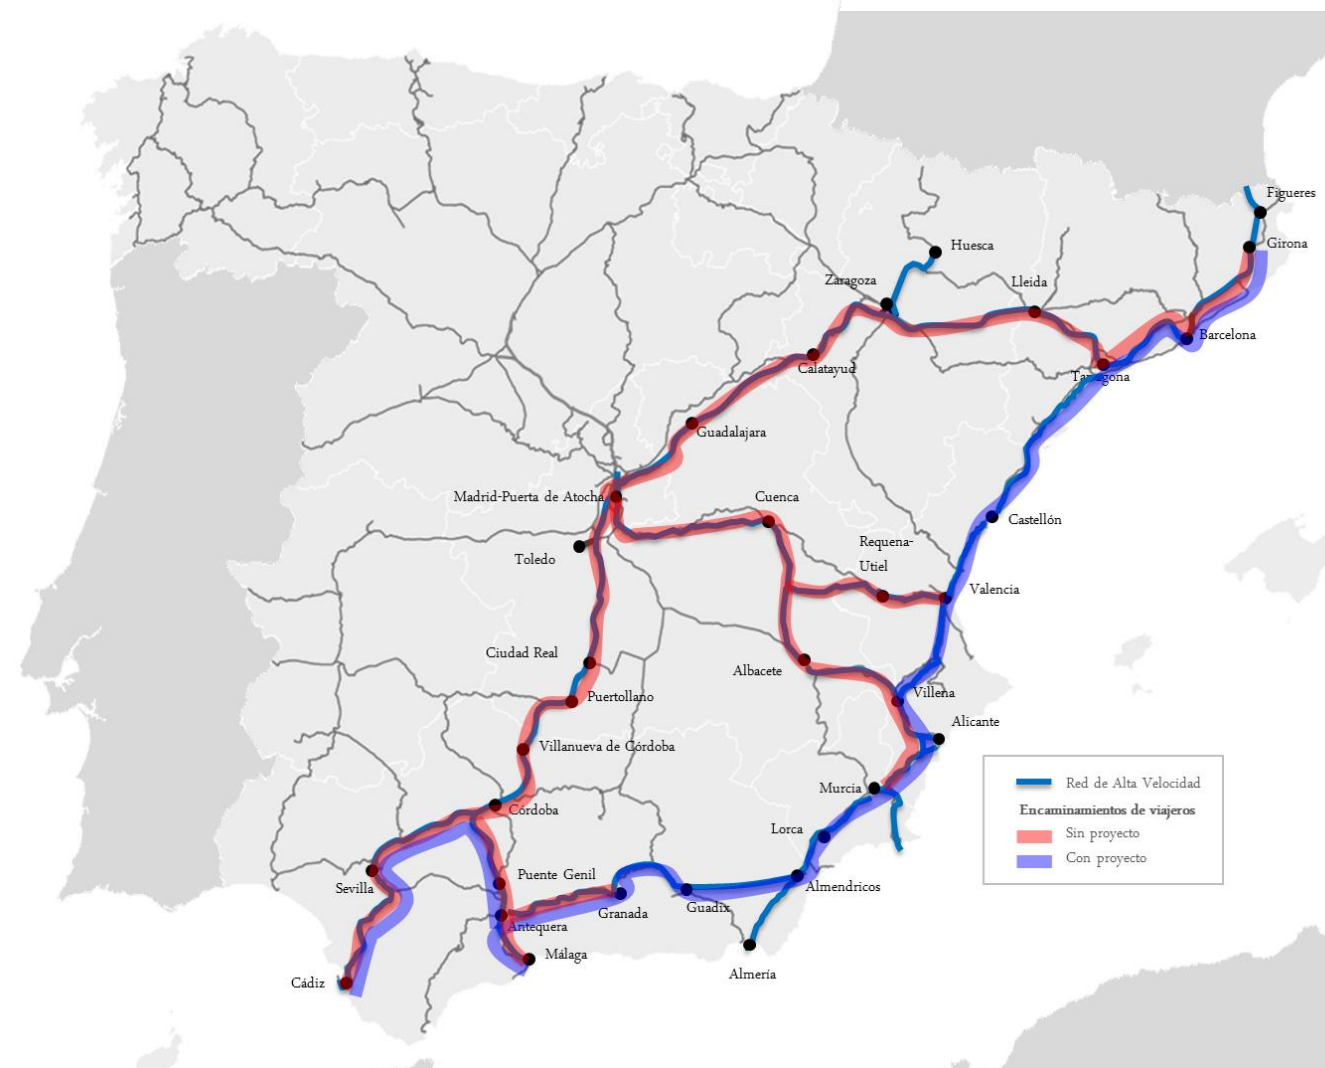 Figueres
Girona
Huesca
Zaragoza
Lleida
Barcelona
Calatayud
Tarragona
Guadalajara
Madrid-Puerta de Atocha
Cuenca
Castellón
Requena-
Utiel
Toledo
Valencia
Ciudad Real
Albacete
Puertollano
Villena
Alicante
Villanueva de Córdoba
Red de Alta Velocidad
Murcia
Encaminamientos de viajeros
Córdoba
Lorca
Sin proyecto
Con proyecto
Puente Genil
Sevilla
Almendricos
Guadix
Granada
Antequera
Málaga
Almería
Cádiz